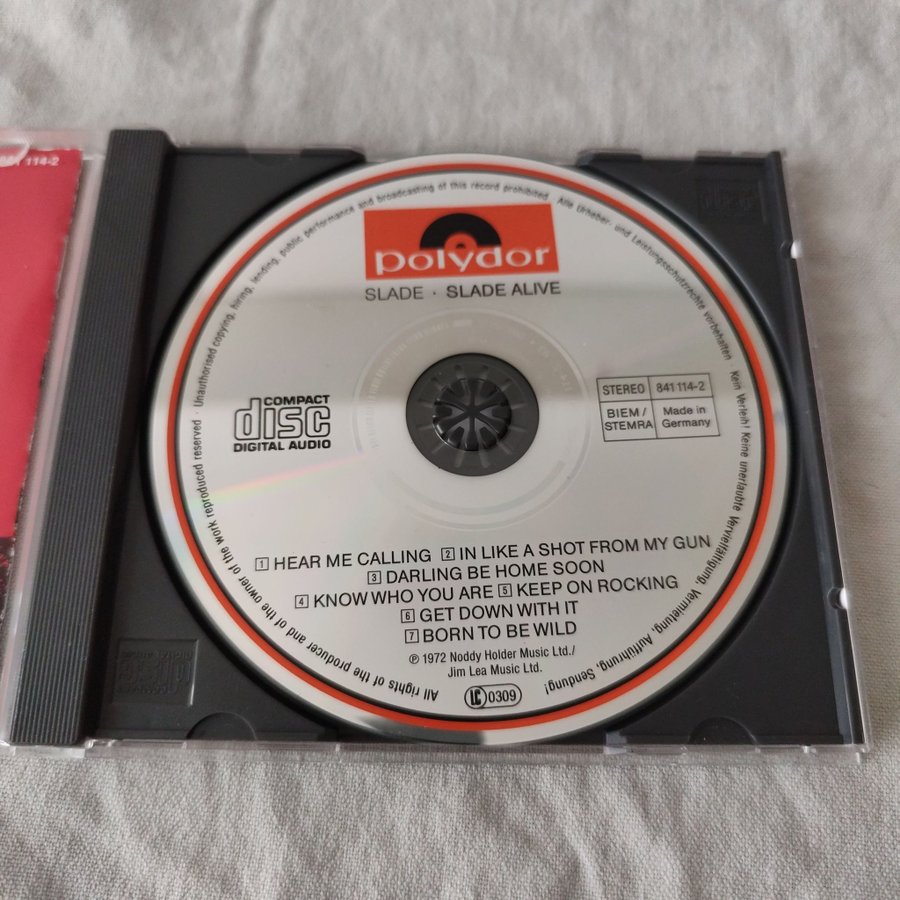 841 114-2
polydor
SLADE · SLADE ALIVE
COMPACT
disc
DIGITAL AUDIO
STEREO 841 114-2
BIEM/ STEMRA Made in Germany
1 HEAR ME CALLING 2 IN LIKE A SHOT FROM MY GUN
3 DARLING BE HOME SOON
4 KNOW WHO YOU ARE 5 KEEP ON ROCKING
6 GET DOWN WITH IT
7 BORN TO BE WILD
℗ 1972 Noddy Holder Music Ltd./
Jim Lea Music Ltd.
LC 0309
All rights of the producer and of the owner of the work reproduced reserved · Unauthorised copying, hiring, lending, public performance and broadcasting of this record prohibited · Alle Urheber- und Leistungsschutzrechte vorbehalten · Kein Verleih! Keine unerlaubte Vervielfältigung, Vermietung, Aufführung, Sendung!